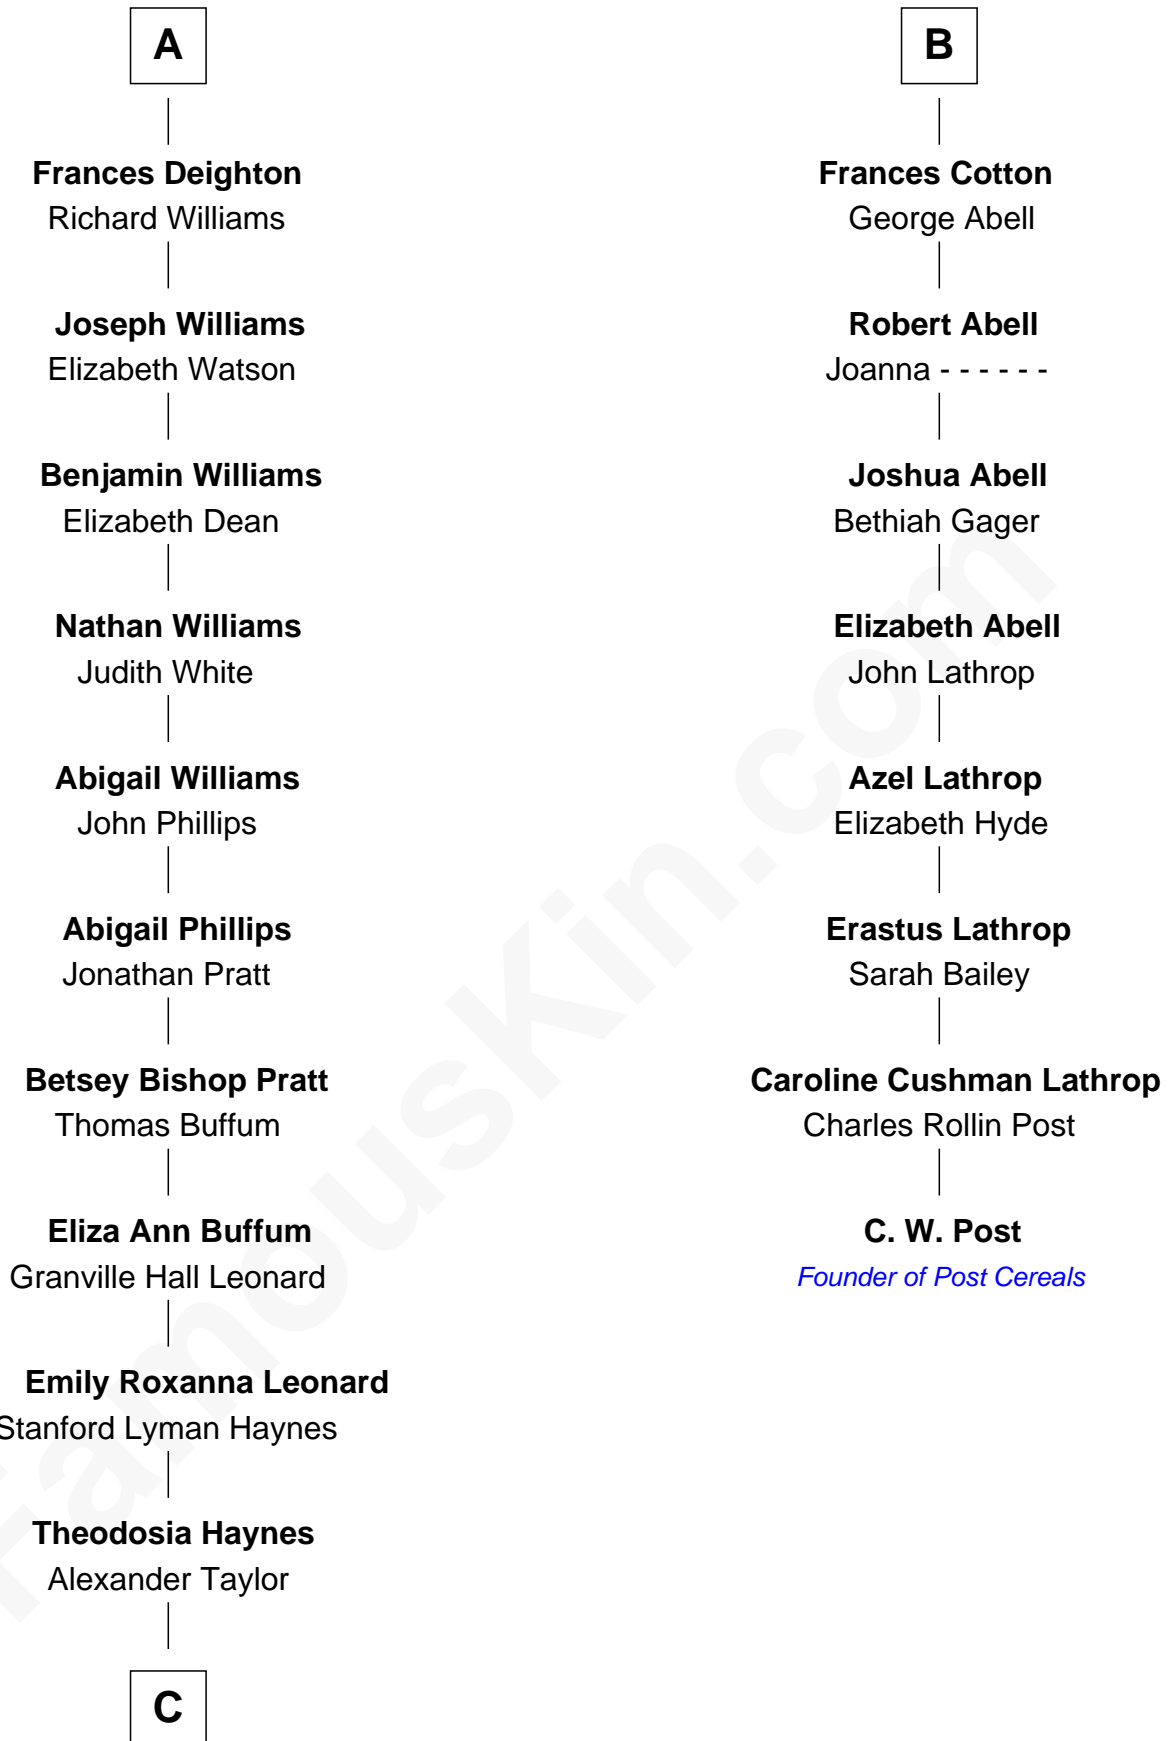 A
Frances Deighton
Richard Williams
Joseph Williams
Elizabeth Watson
Benjamin Williams
Elizabeth Dean
Nathan Williams
Judith White
Abigail Williams
John Phillips
Abigail Phillips
Jonathan Pratt
Betsey Bishop Pratt
Thomas Buffum
Eliza Ann Buffum
Granville Hall Leonard
Emily Roxanna Leonard
Stanford Lyman Haynes
Theodosia Haynes
Alexander Taylor
C
B
Frances Cotton
George Abell
Robert Abell
Joanna - - - - - -
Joshua Abell
Bethiah Gager
Elizabeth Abell
John Lathrop
Azel Lathrop
Elizabeth Hyde
Erastus Lathrop
Sarah Bailey
Caroline Cushman Lathrop
Charles Rollin Post
C. W. Post
Founder of Post Cereals
FamousKin.com